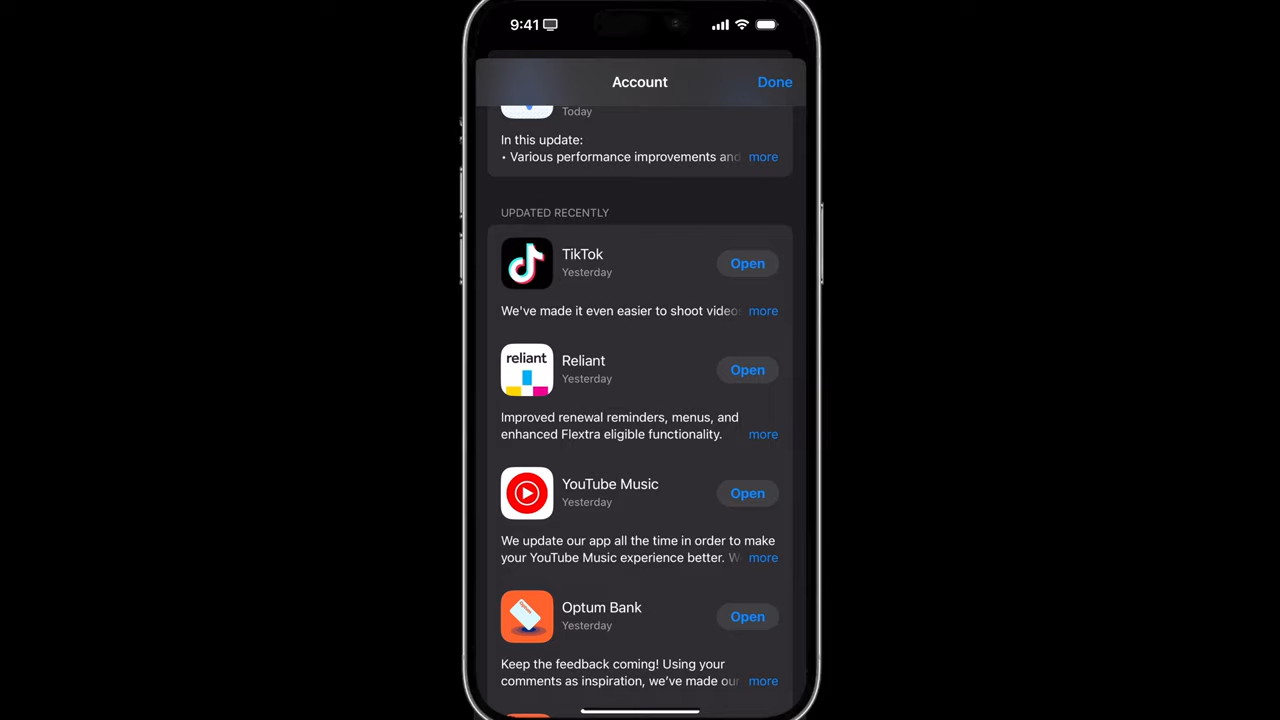 9:41
Account
Done
Today
In this update:
• Various performance improvements and
more
UPDATED RECENTLY
TikTok
Yesterday
Open
We've made it even easier to shoot videos
more
reliant
Reliant
Yesterday
Open
Improved renewal reminders, menus, and
enhanced Flextra eligible functionality.
more
YouTube Music
Yesterday
Open
We update our app all the time in order to make
your YouTube Music experience better. W
more
Optum
Optum Bank
Yesterday
Open
Keep the feedback coming! Using your
comments as inspiration, we’ve made our
more